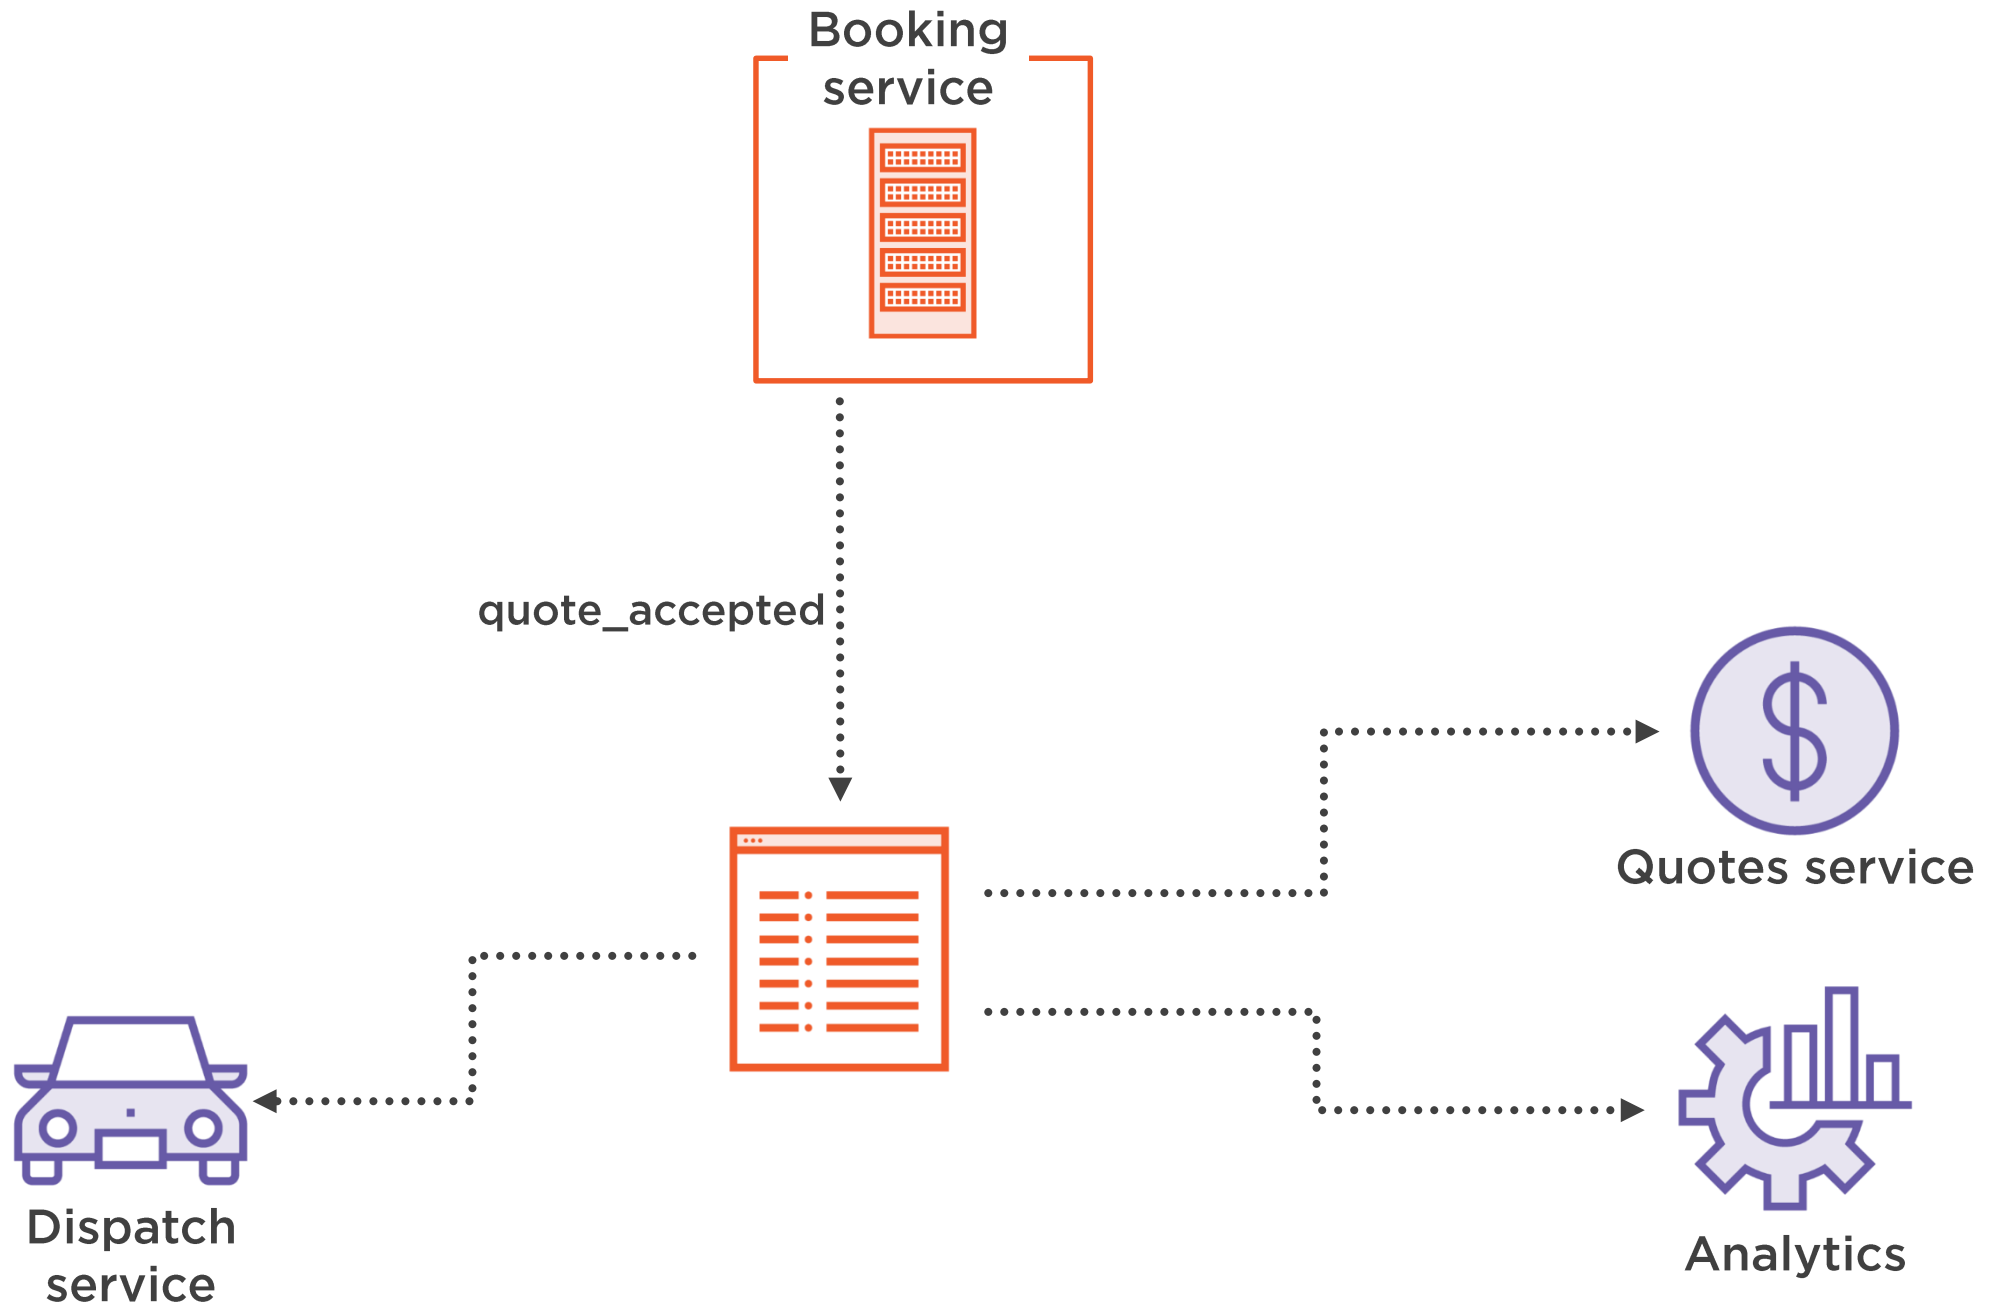 Booking
service
quote_accepted
Quotes service
Dispatch
service
Analytics